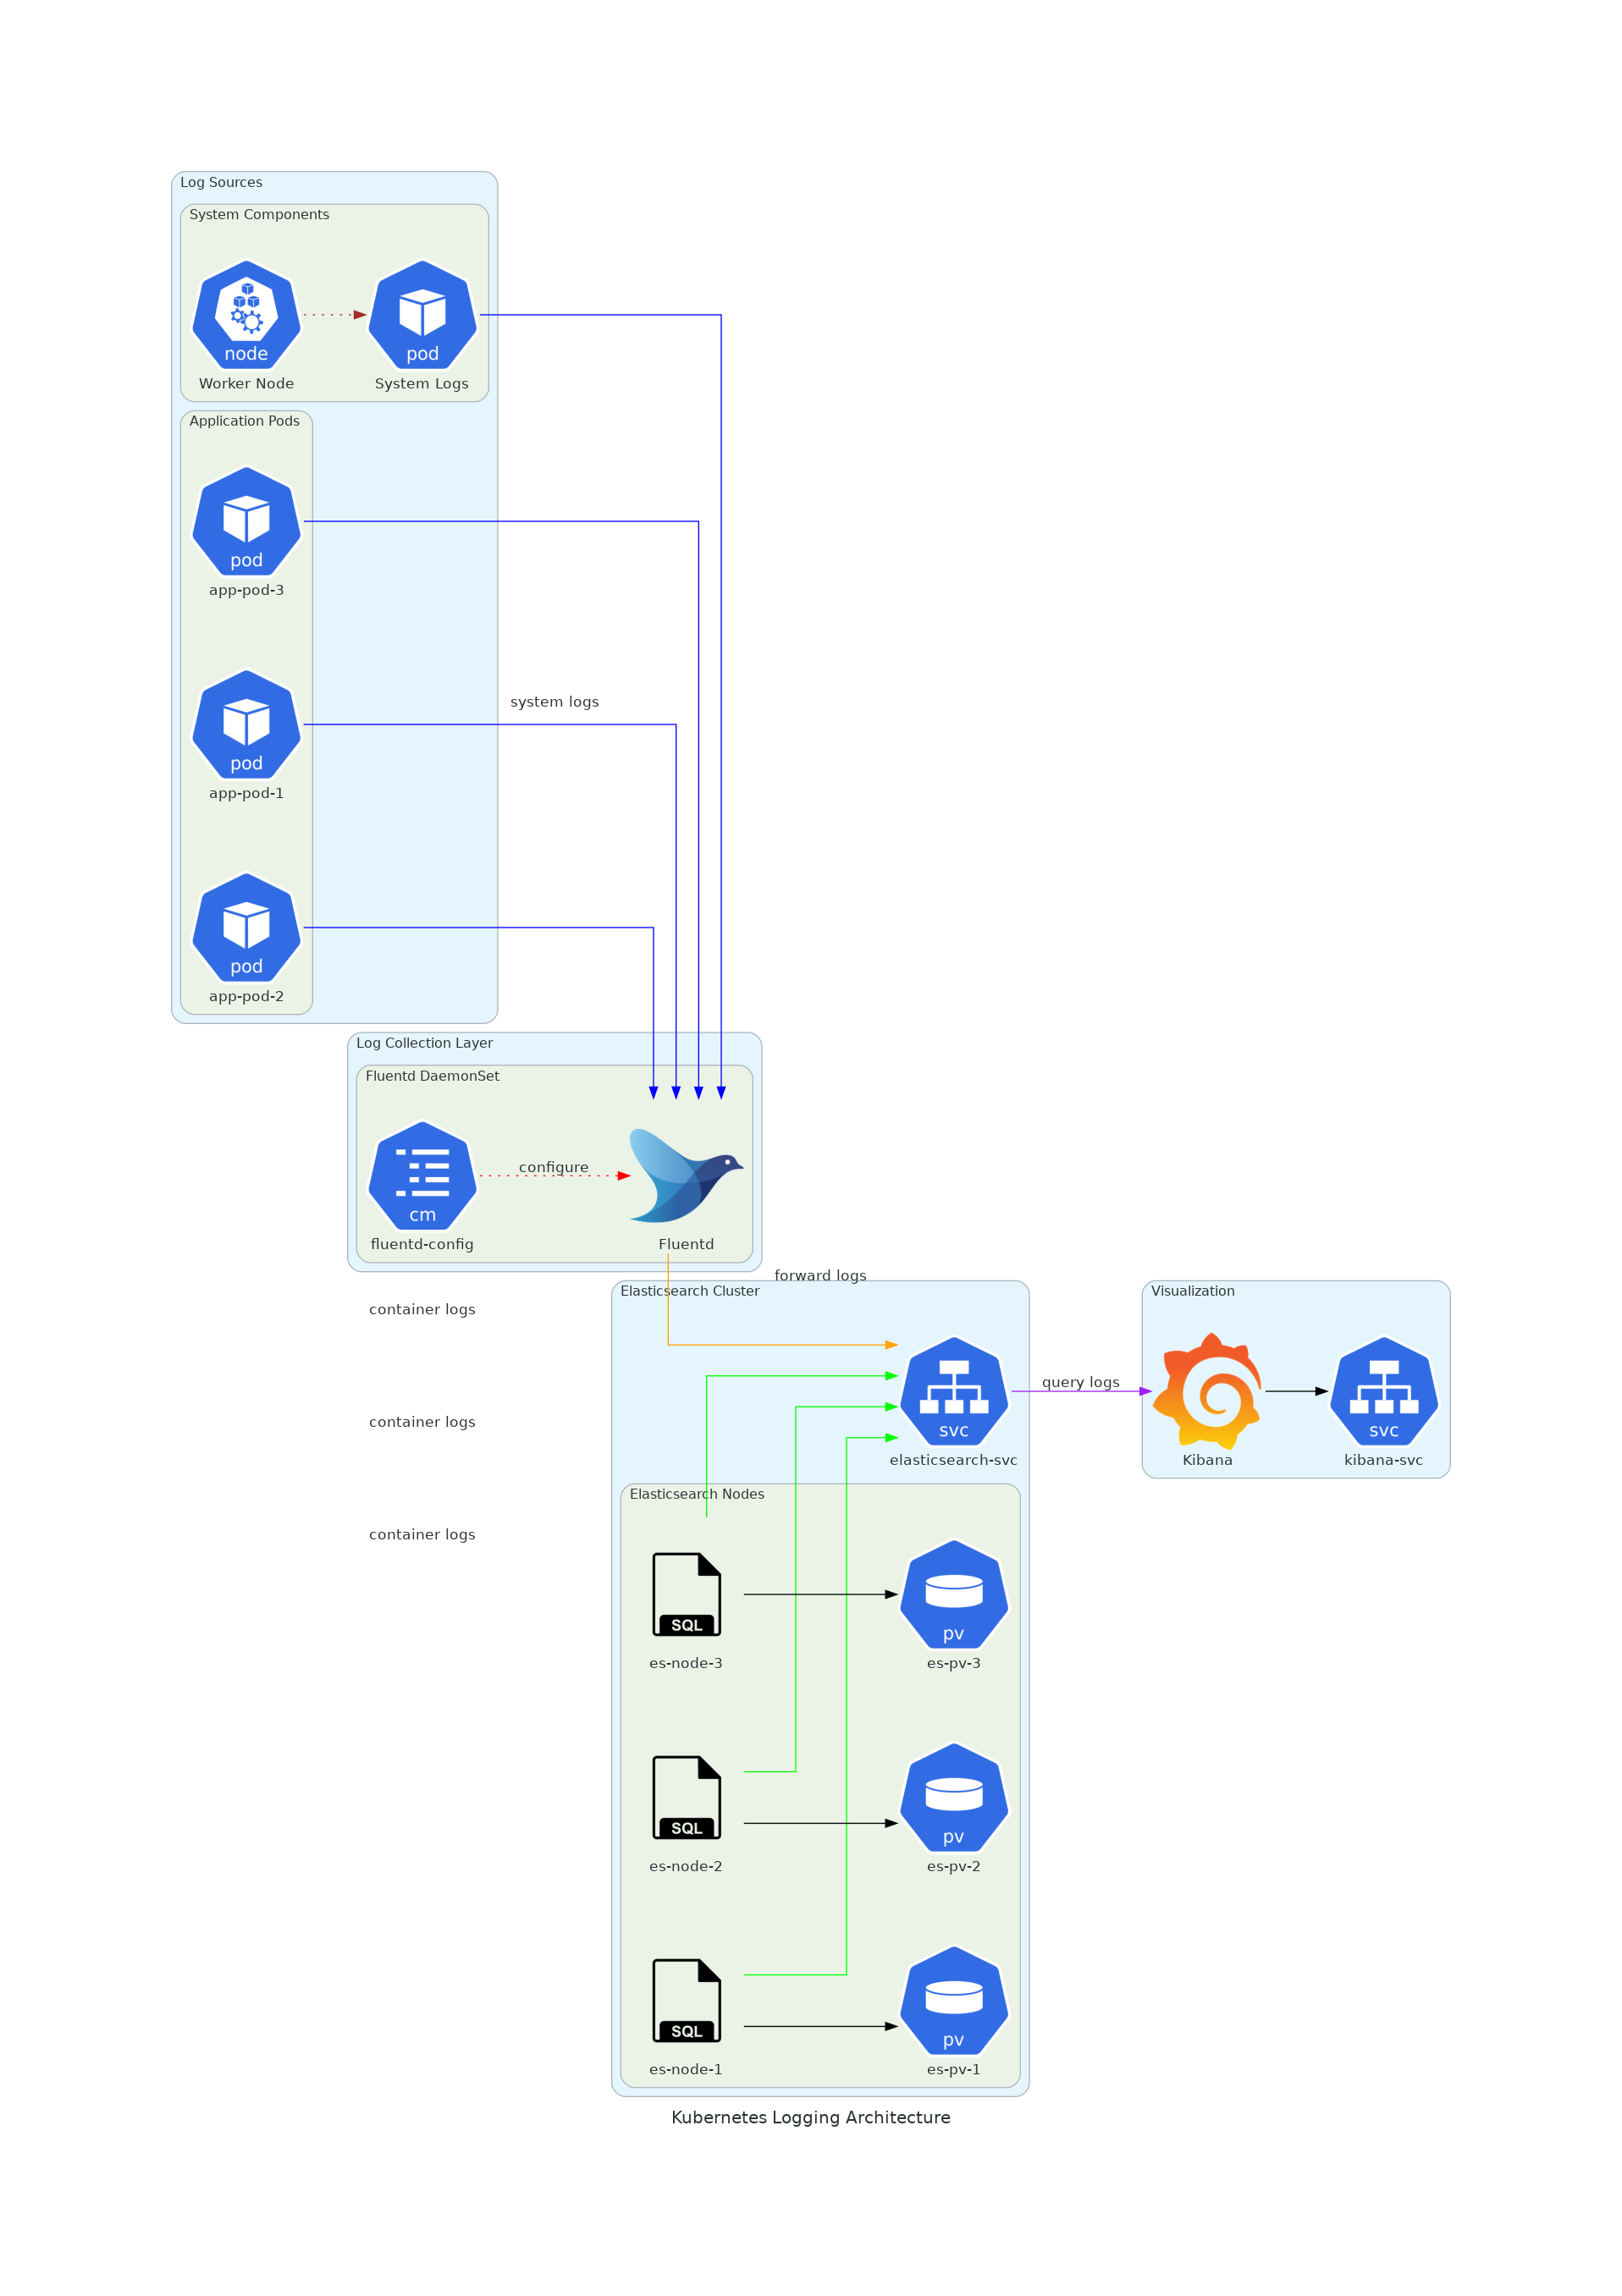 Log Sources
System Components
node
Worker Node
pod
System Logs
Application Pods
pod
app-pod-3
system logs
pod
app-pod-1
pod
app-pod-2
Log Collection Layer
Fluentd DaemonSet
cm
fluentd-config
configure
Fluentd
forward logs
container logs
container logs
container logs
Elasticsearch Cluster
svc
elasticsearch-svc
query logs
Visualization
Kibana
svc
kibana-svc
Elasticsearch Nodes
SQL
es-node-3
pv
es-pv-3
SQL
es-node-2
pv
es-pv-2
SQL
es-node-1
pv
es-pv-1
Kubernetes Logging Architecture